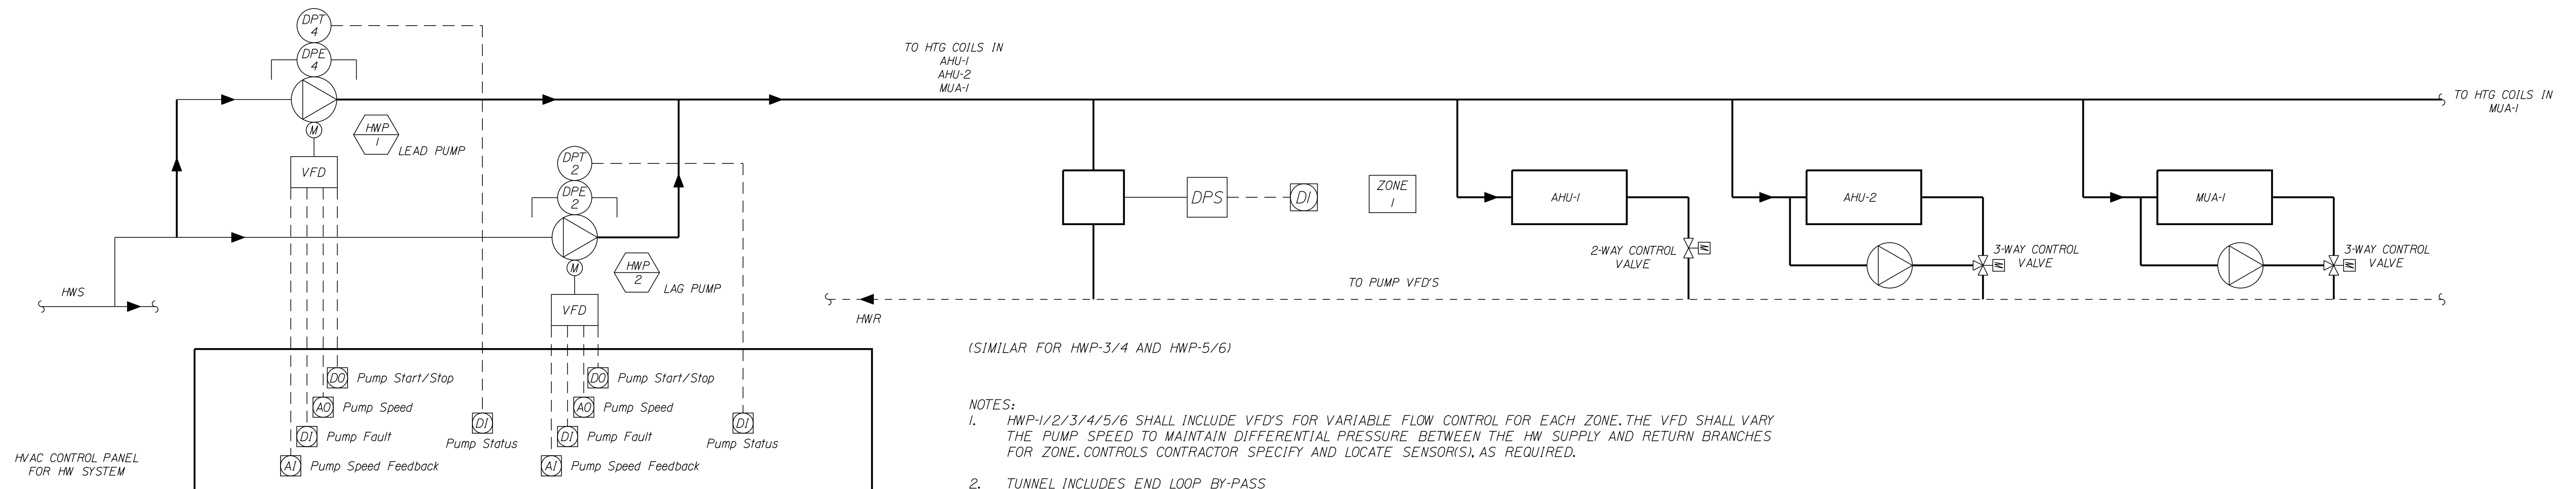 DPT
4
DPE
4
M
HWP
1
LEAD PUMP
VFD
DPT
2
DPE
2
M
HWP
2
LAG PUMP
VFD
HWS
TO HTG COILS IN
AHU-1
AHU-2
MUA-1
TO HTG COILS IN
MUA-1
DPS
DI
ZONE
1
AHU-1
2-WAY CONTROL
VALVE
M
AHU-2
3-WAY CONTROL
VALVE
M
MUA-1
3-WAY CONTROL
VALVE
M
TO PUMP VFD'S
HWR
DO Pump Start/Stop
AO Pump Speed
DI Pump Fault
AI Pump Speed Feedback
DI
Pump Status
DO Pump Start/Stop
AO Pump Speed
DI Pump Fault
AI Pump Speed Feedback
DI
Pump Status
HVAC CONTROL PANEL
FOR HW SYSTEM
(SIMILAR FOR HWP-3/4 AND HWP-5/6)
NOTES:
1. HWP-1/2/3/4/5/6 SHALL INCLUDE VFD'S FOR VARIABLE FLOW CONTROL FOR EACH ZONE. THE VFD SHALL VARY
THE PUMP SPEED TO MAINTAIN DIFFERENTIAL PRESSURE BETWEEN THE HW SUPPLY AND RETURN BRANCHES
FOR ZONE. CONTROLS CONTRACTOR SPECIFY AND LOCATE SENSOR(S), AS REQUIRED.
2. TUNNEL INCLUDES END LOOP BY-PASS